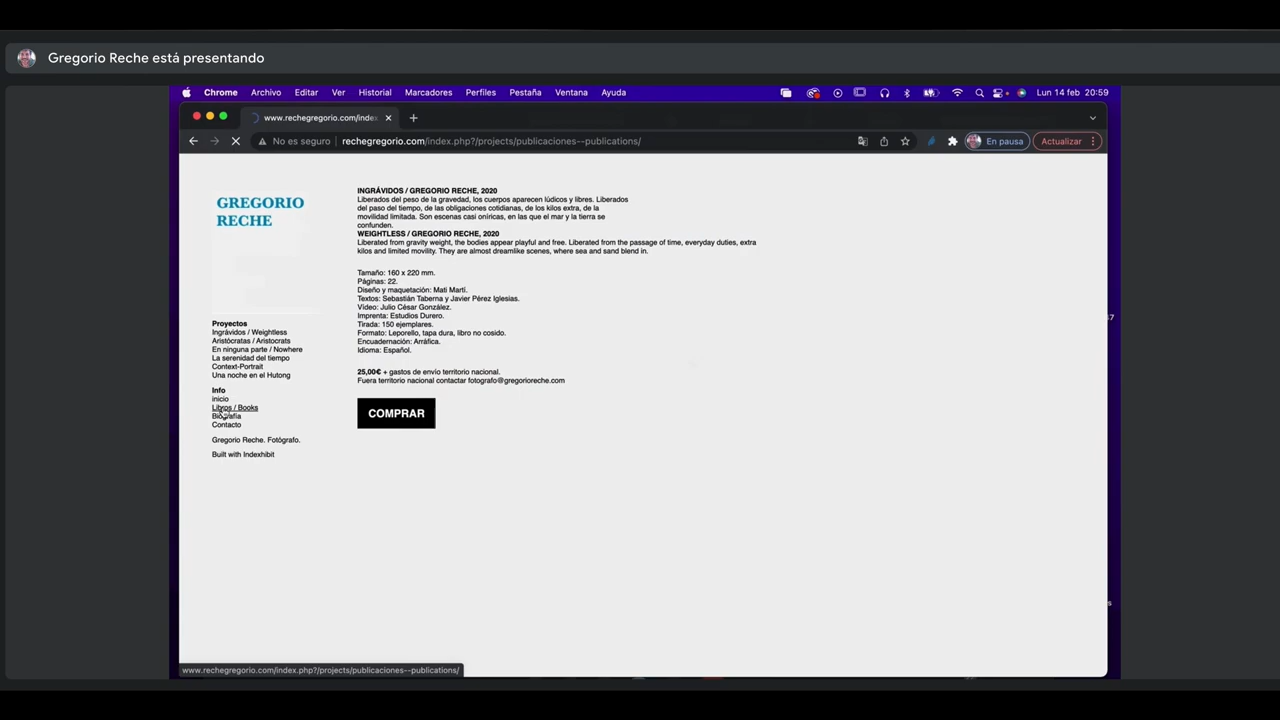 Gregorio Reche está presentando
Chrome Archivo Editar Ver Historial Marcadores Perfiles Pestaña Ventana Ayuda Lun 14 feb 20:59
www.rechegregorio.com/index
No es seguro rechegregorio.com/index.php?/projects/publicaciones--publications/ En pausa Actualizar
GREGORIO
RECHE
Proyectos
Ingrávidos / Weightless
Aristócratas / Aristocrats
En ninguna parte / Nowhere
La serenidad del tiempo
Context-Portrait
Una noche en el Hutong
Info
inicio
Libros / Books
Biografía
Contacto
Gregorio Reche. Fotógrafo.
Built with Indexhibit
INGRÁVIDOS / GREGORIO RECHE, 2020
Liberados del peso de la gravedad, los cuerpos aparecen lúdicos y libres. Liberados
del paso del tiempo, de las obligaciones cotidianas, de los kilos extra, de la
movilidad limitada. Son escenas casi oníricas, en las que el mar y la tierra se
confunden.
WEIGHTLESS / GREGORIO RECHE, 2020
Liberated from gravity weight, the bodies appear playful and free. Liberated from the passage of time, everyday duties, extra
kilos and limited movility. They are almost dreamlike scenes, where sea and sand blend in.
Tamaño: 160 x 220 mm.
Páginas: 22.
Diseño y maquetación: Mati Martí.
Textos: Sebastián Taberna y Javier Pérez Iglesias.
Vídeo: Julio César González.
Imprenta: Estudios Durero.
Tirada: 150 ejemplares.
Formato: Leporello, tapa dura, libro no cosido.
Encuadernación: Arráfica.
Idioma: Español.
25,00€ + gastos de envío territorio nacional.
Fuera territorio nacional contactar fotografo@gregorioreche.com
COMPRAR
www.rechegregorio.com/index.php?/projects/publicaciones--publications/